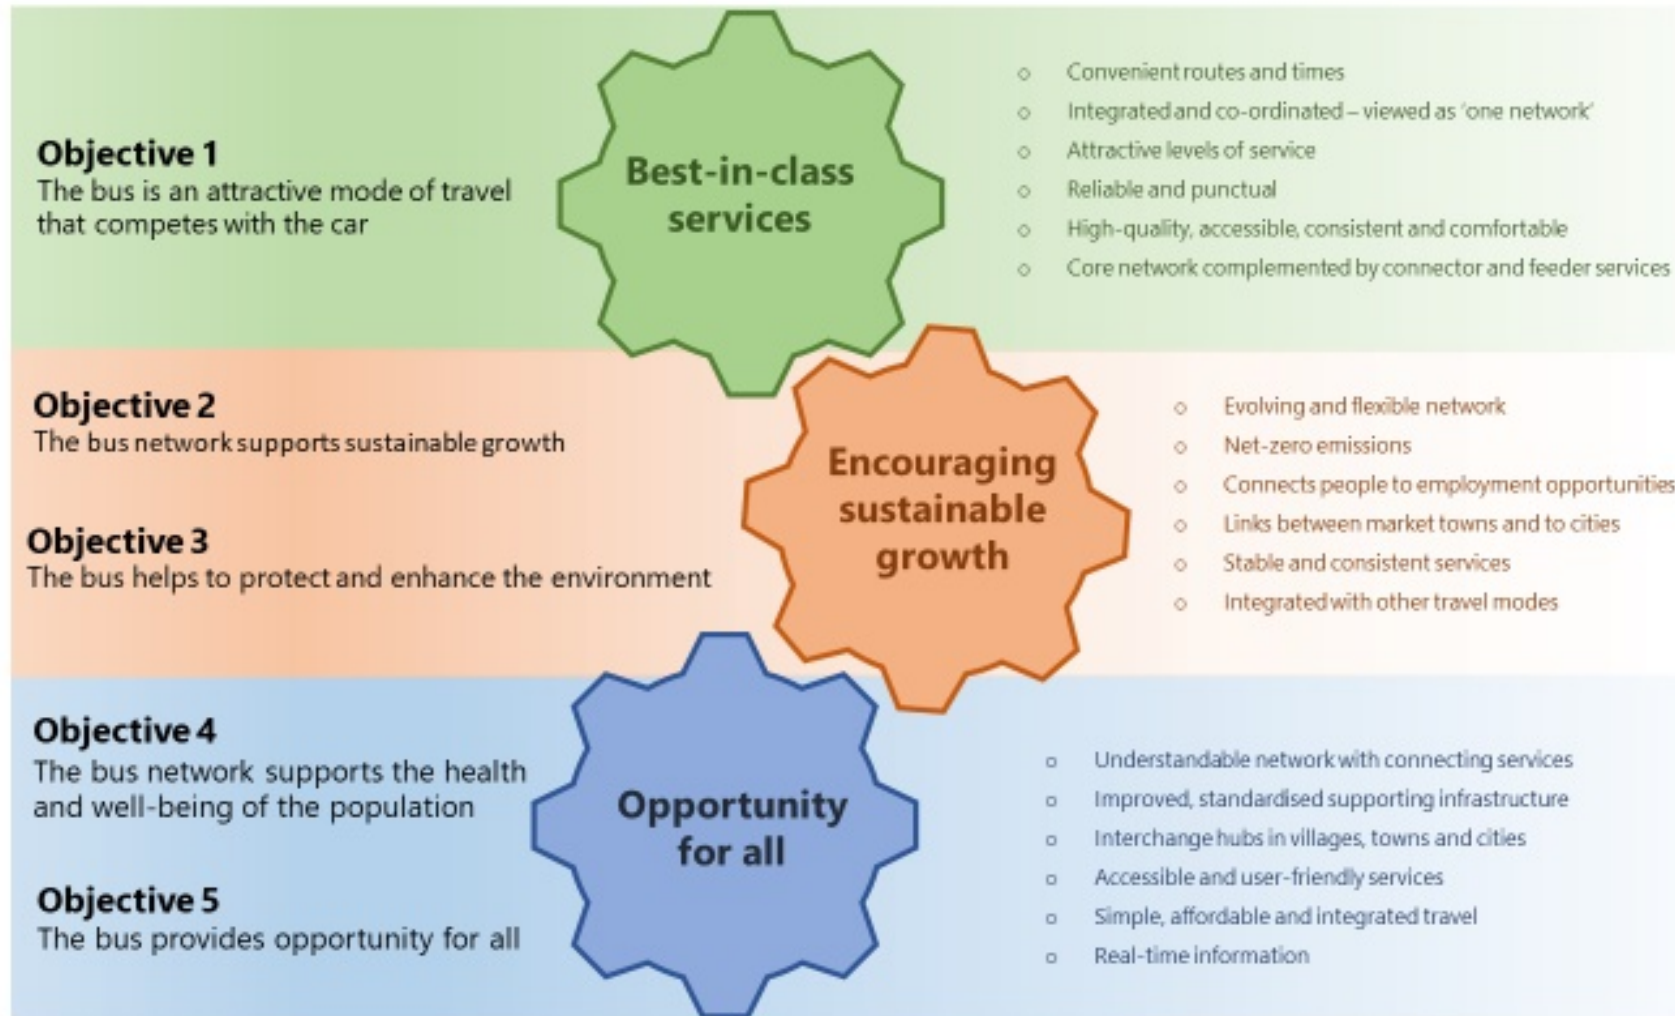 Objective 1
The bus is an attractive mode of travel
that competes with the car
Best-in-class
services
Convenient routes and times
Integrated and co-ordinated – viewed as ‘one network’
Attractive levels of service
Reliable and punctual
High-quality, accessible, consistent and comfortable
Core network complemented by connector and feeder services
Objective 2
The bus network supports sustainable growth
Objective 3
The bus helps to protect and enhance the environment
Encouraging
sustainable
growth
Evolving and flexible network
Net-zero emissions
Connects people to employment opportunities
Links between market towns and to cities
Stable and consistent services
Integrated with other travel modes
Objective 4
The bus network supports the health
and well-being of the population
Objective 5
The bus provides opportunity for all
Opportunity
for all
Understandable network with connecting services
Improved, standardised supporting infrastructure
Interchange hubs in villages, towns and cities
Accessible and user-friendly services
Simple, affordable and integrated travel
Real-time information